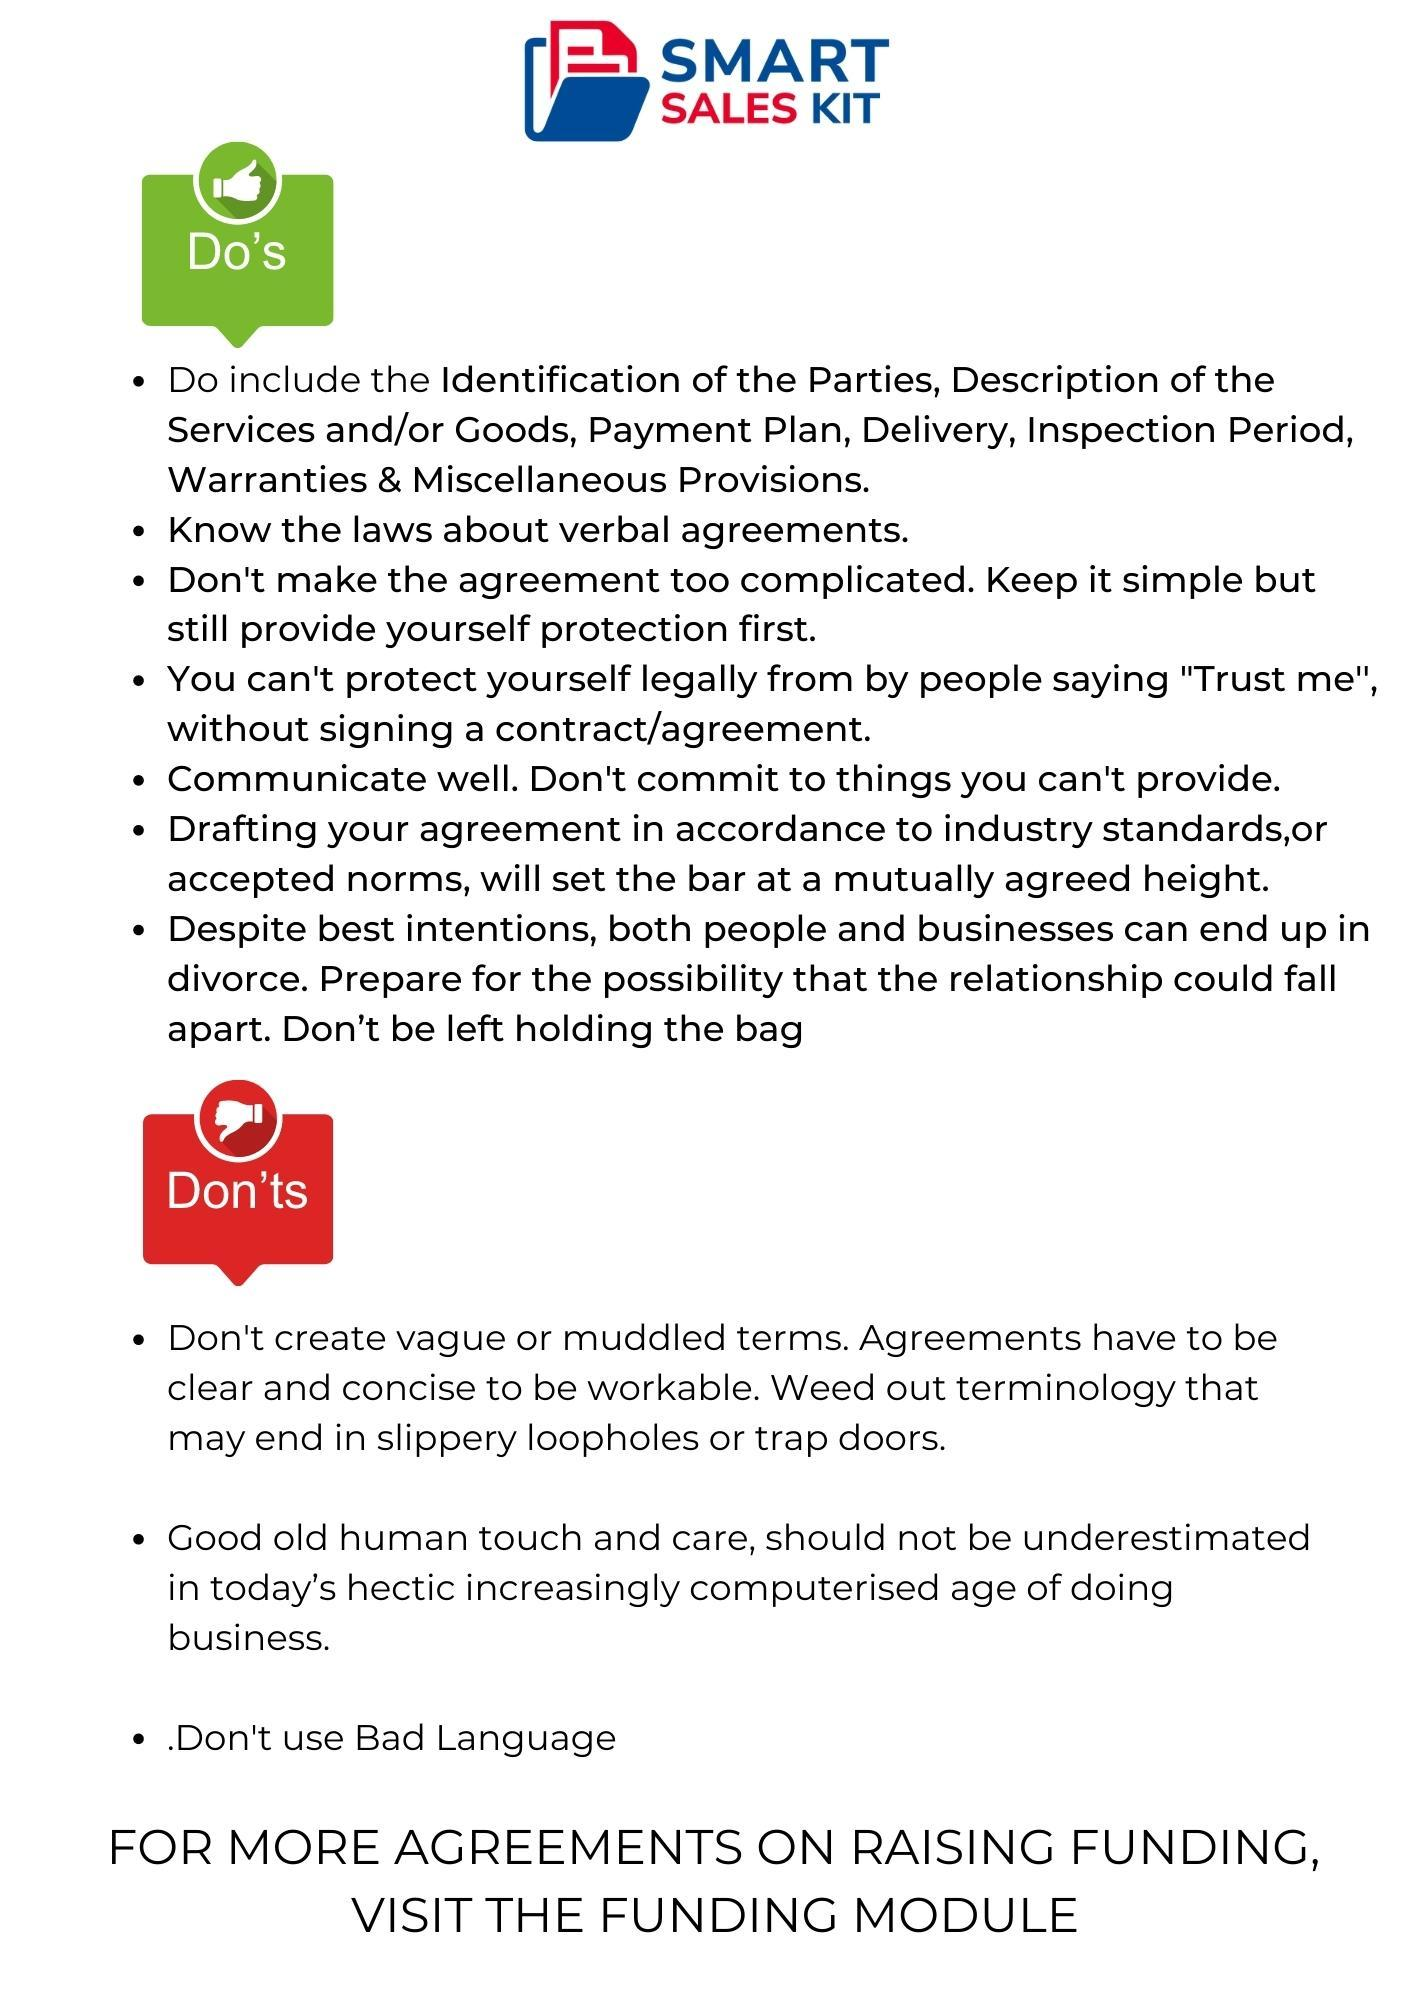 SMART
SALES KIT
Do’s
• Do include the Identification of the Parties, Description of the
Services and/or Goods, Payment Plan, Delivery, Inspection Period,
Warranties & Miscellaneous Provisions.
• Know the laws about verbal agreements.
• Don't make the agreement too complicated. Keep it simple but
still provide yourself protection first.
• You can't protect yourself legally from by people saying "Trust me",
without signing a contract/agreement.
• Communicate well. Don't commit to things you can't provide.
• Drafting your agreement in accordance to industry standards,or
accepted norms, will set the bar at a mutually agreed height.
• Despite best intentions, both people and businesses can end up in
divorce. Prepare for the possibility that the relationship could fall
apart. Don’t be left holding the bag
Don’ts
• Don't create vague or muddled terms. Agreements have to be
clear and concise to be workable. Weed out terminology that
may end in slippery loopholes or trap doors.
• Good old human touch and care, should not be underestimated
in today’s hectic increasingly computerised age of doing
business.
• .Don't use Bad Language
FOR MORE AGREEMENTS ON RAISING FUNDING,
VISIT THE FUNDING MODULE